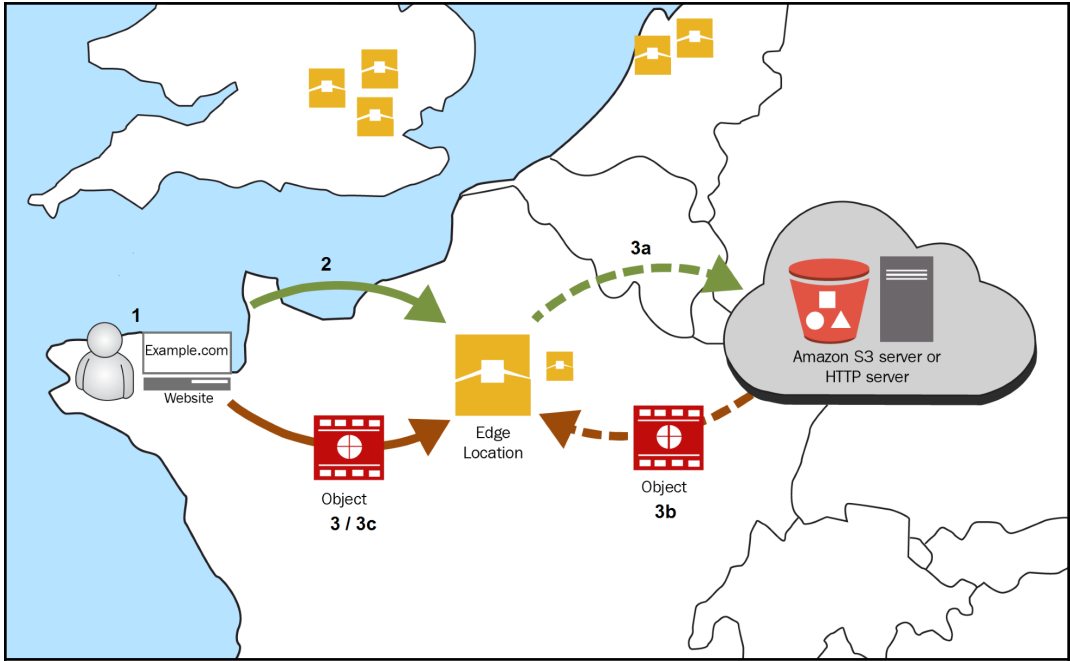 2
3a
1
Example.com
Website
Amazon S3 server or
HTTP server
Edge
Location
Object
3 / 3c
Object
3b